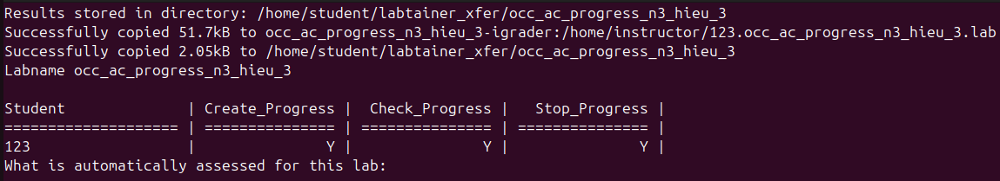 Results stored in directory: /home/student/labtainer_xfer/occ_ac_progress_n3_hieu_3
Successfully copied 51.7kB to occ_ac_progress_n3_hieu_3-igrader:/home/instructor/123.occ_ac_progress_n3_hieu_3.lab
Successfully copied 2.05kB to /home/student/labtainer_xfer/occ_ac_progress_n3_hieu_3
Labname occ_ac_progress_n3_hieu_3
Student              | Create_Progress |  Check_Progress |   Stop_Progress |
==================== | =============== | =============== | =============== |
123                  |               Y |               Y |               Y |
What is automatically assessed for this lab: